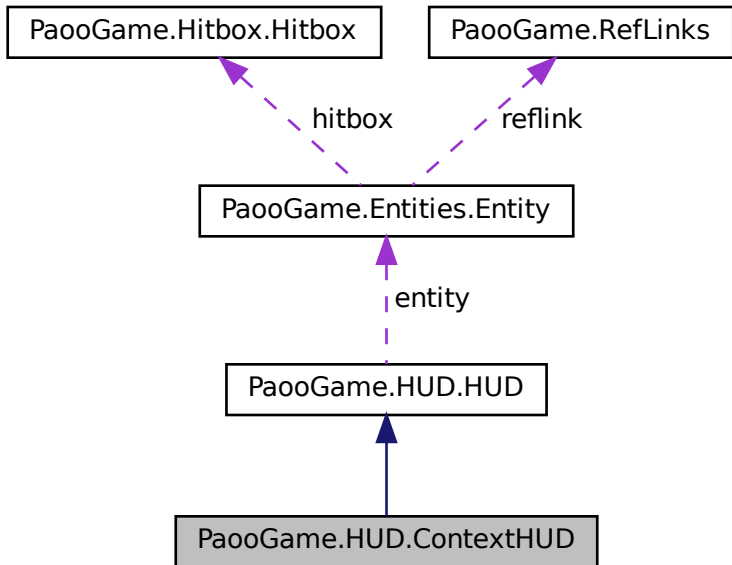 PaooGame.Hitbox.Hitbox
PaooGame.RefLinks
hitbox
reflink
PaooGame.Entities.Entity
entity
PaooGame.HUD.HUD
PaooGame.HUD.ContextHUD